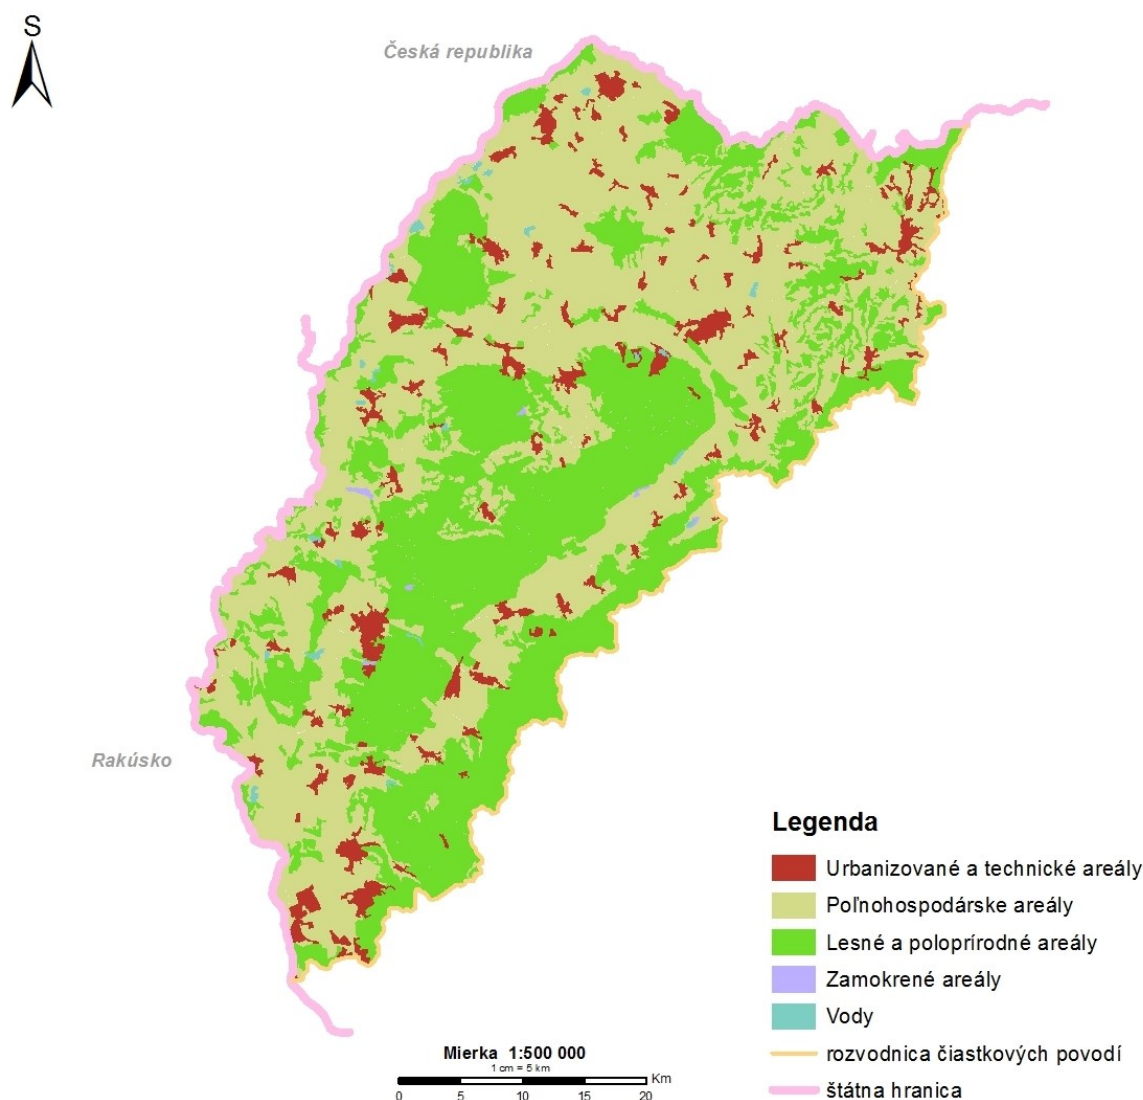 S
Česká republika
Rakúsko
Legenda
Urbanizované a technické areály
Poľnohospodárske areály
Lesné a poloprírodné areály
Zamokrené areály
Vody
rozvodnica čiastkových povodí
štátna hranica
Mierka 1:500 000
1 cm = 5 km
Km
0 5 10 15 20